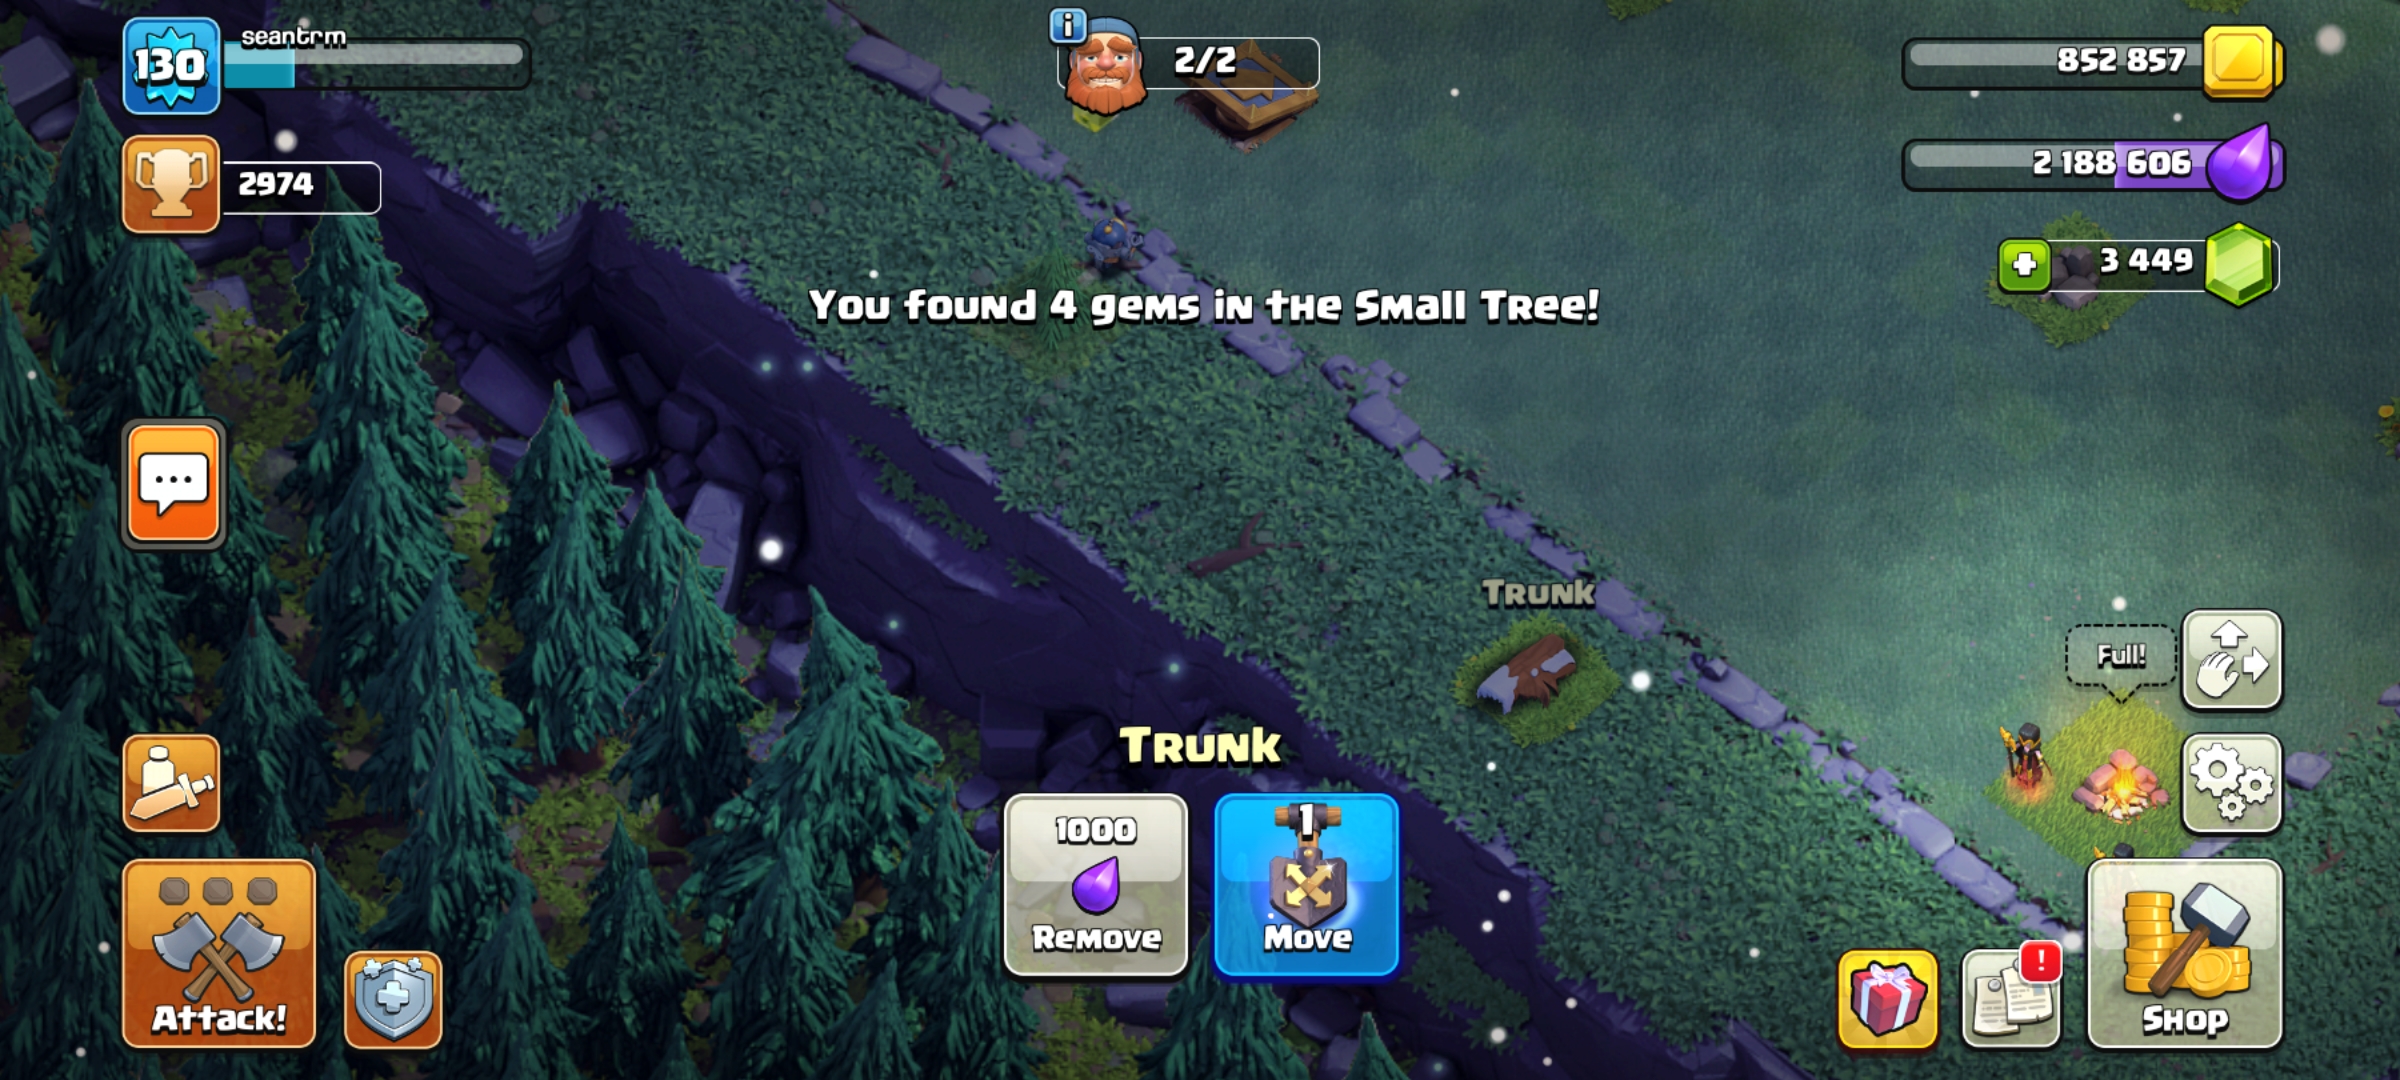 130
seantrm
i
2/2
852 857
2974
2 188 606
3 449
You found 4 gems in the Small Tree!
Trunk
Full!
Trunk
1000
Remove
1
Move
Attack!
!
Shop